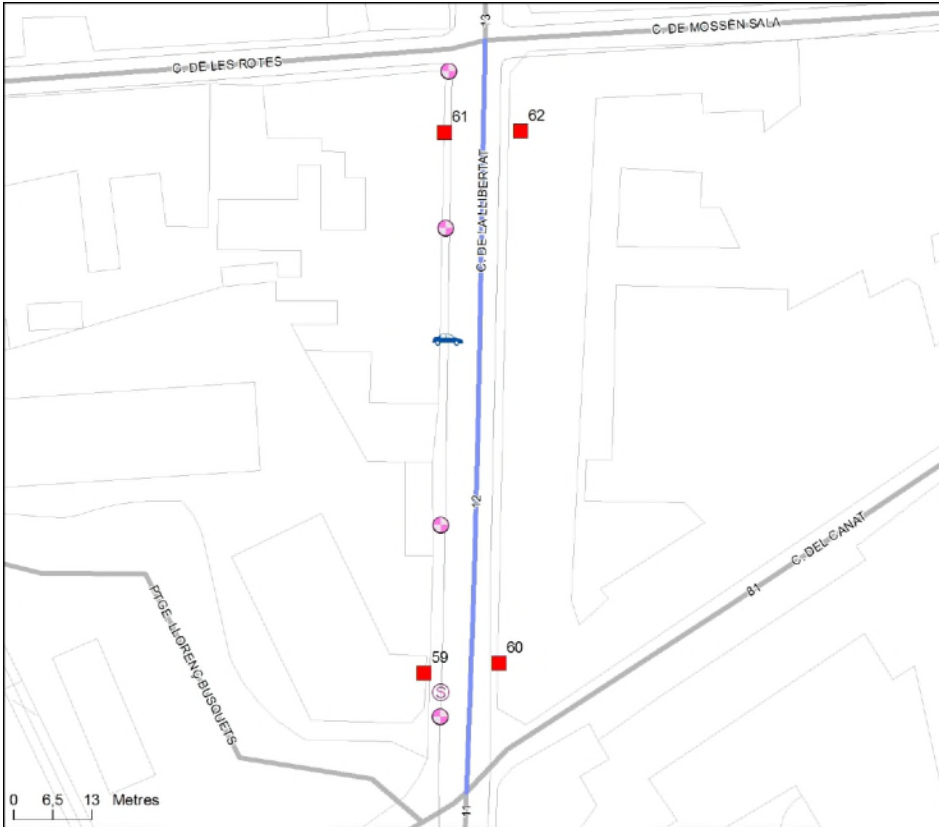 13
C. DE MOSSÈN SALA
C. DE LES ROTES
61
62
C. DE LA LLIBERTAT
12
C. DEL CANAT
81
PTGE. LLORENÇ BUSQUETS
60
59
S
0 6,5 13 Metres
11